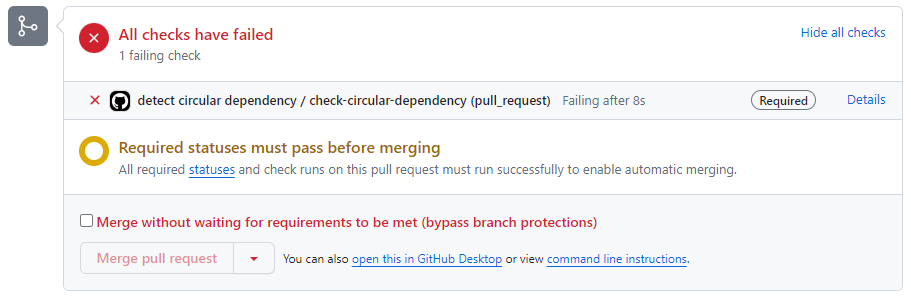 All checks have failed
Hide all checks
1 failing check
detect circular dependency / check-circular-dependency (pull_request) Failing after 8s Required Details
Required statuses must pass before merging
All required statuses and check runs on this pull request must run successfully to enable automatic merging.
Merge without waiting for requirements to be met (bypass branch protections)
Merge pull request You can also open this in GitHub Desktop or view command line instructions.